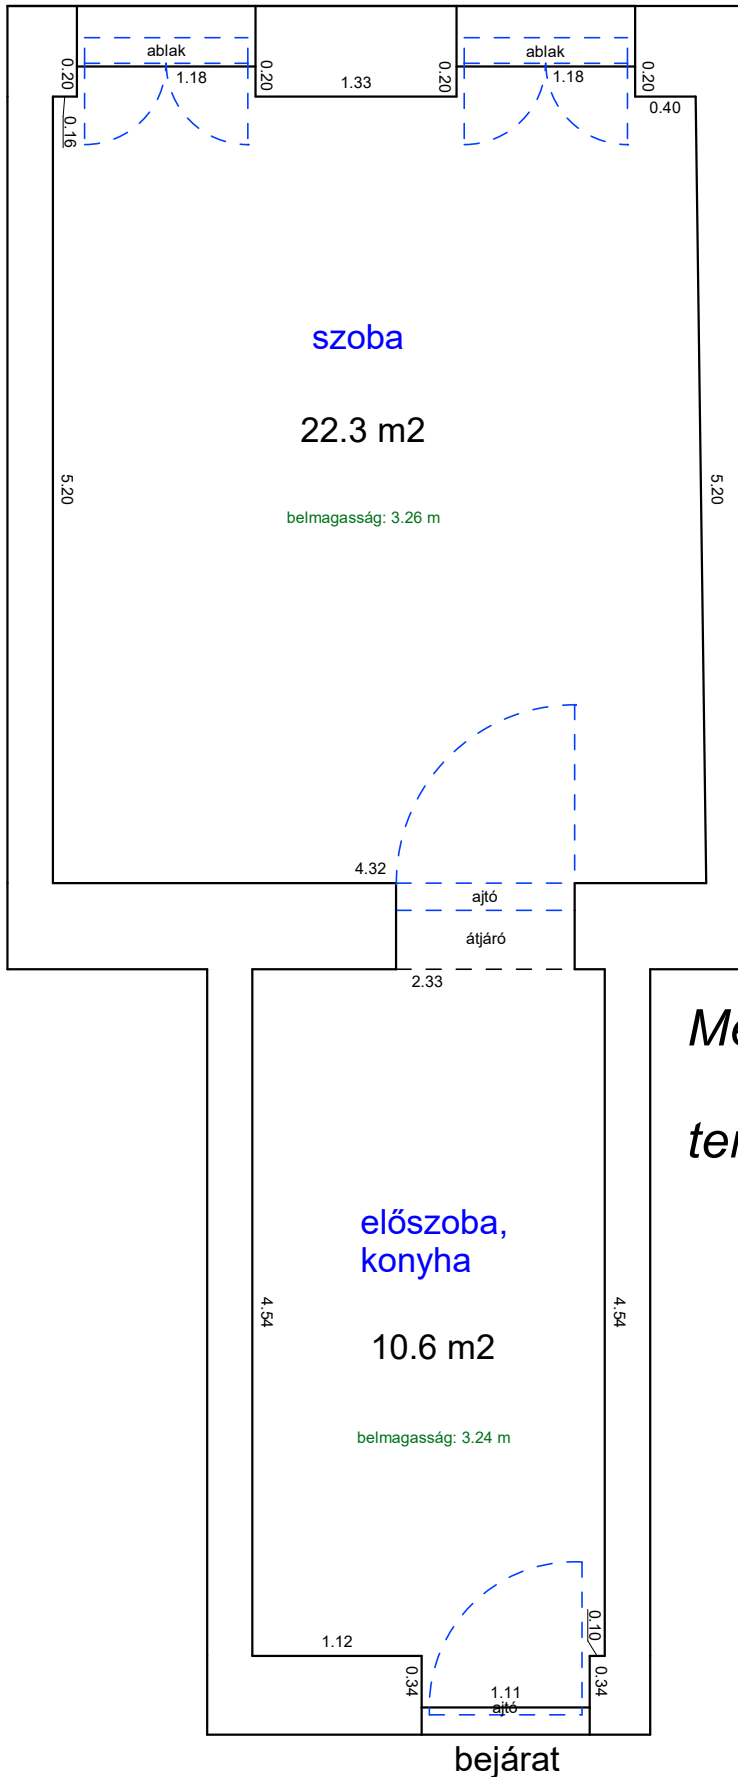 ablak
ablak
0.20
1.18
0.20
1.33
0.20
1.18
0.20
0.16
0.40
szoba
22.3 m2
belmagasság: 3.26 m
5.20
5.20
4.32
ajtó
átjáró
2.33
előszoba,
konyha
10.6 m2
belmagasság: 3.24 m
4.54
4.54
1.12
0.34
1.11
ajtó
0.10
0.34
bejárat